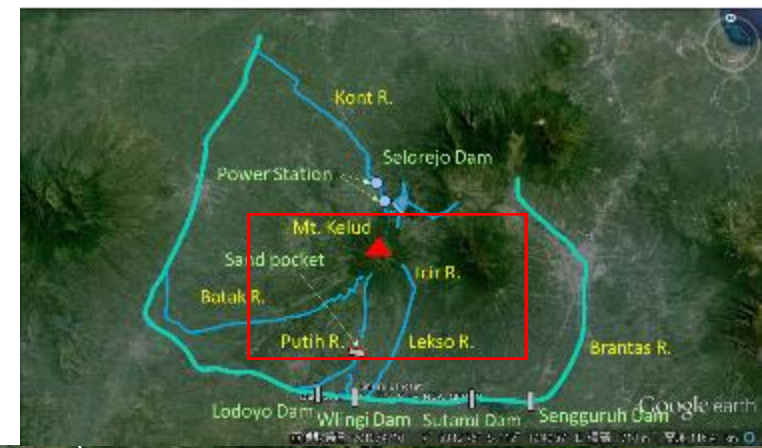 Kont R.
Selorejo Dam
Power Station
Mt. Kelud
Sand pocket
Icir R.
Batak R.
Putih R.
Lekso R.
Brantas R.
Lodoyo Dam
Wlingi Dam
Sutami Dam
Sengguruh Dam
Google earth